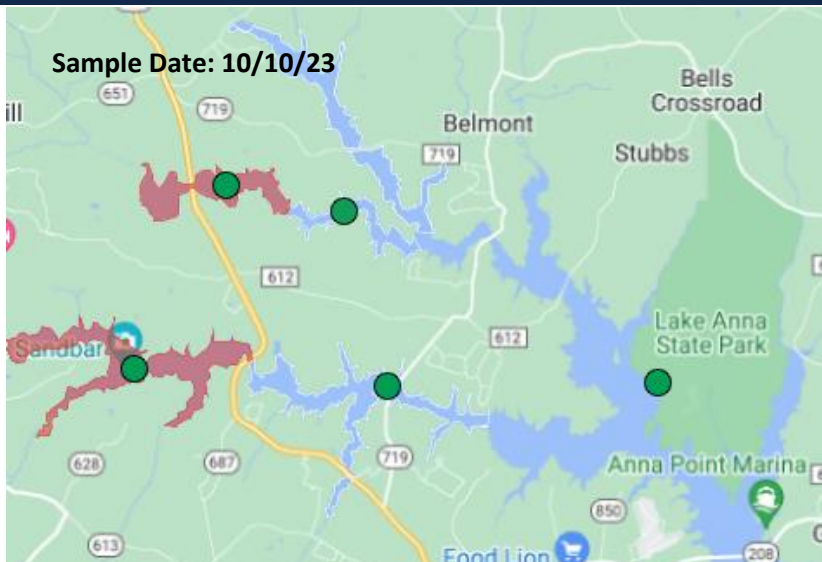 Sample Date: 10/10/23
Bells
Crossroad
651
ill
719
Belmont
719
Stubbs
612
Lake Anna
State Park
612
Sandbar
Anna Point Marina
628
687
719
850
613
Food Lion
208